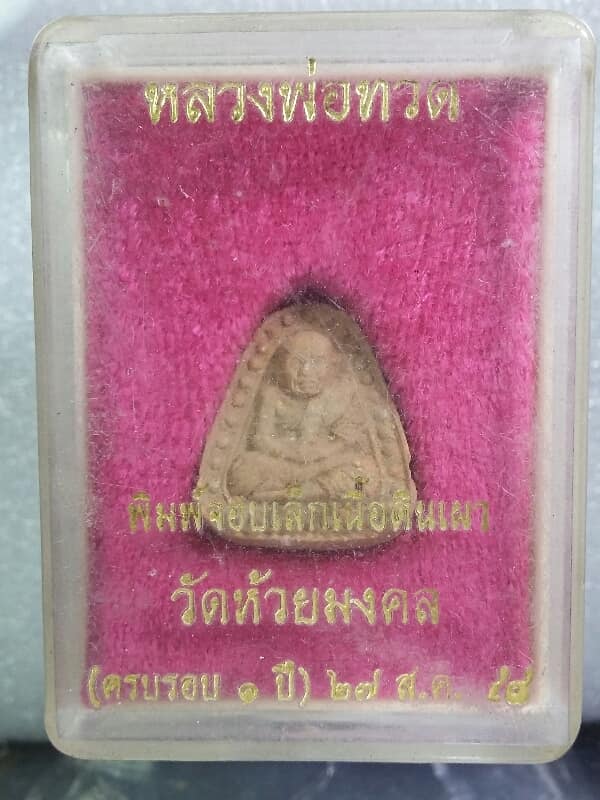 หลวงพ่อทวด
พิมพ์จอบเล็กเนื้อดินเผา
วัดห้วยมงคล
(ครบรอบ ๑ ปี) ๒๗ ส.ค. ๔๘